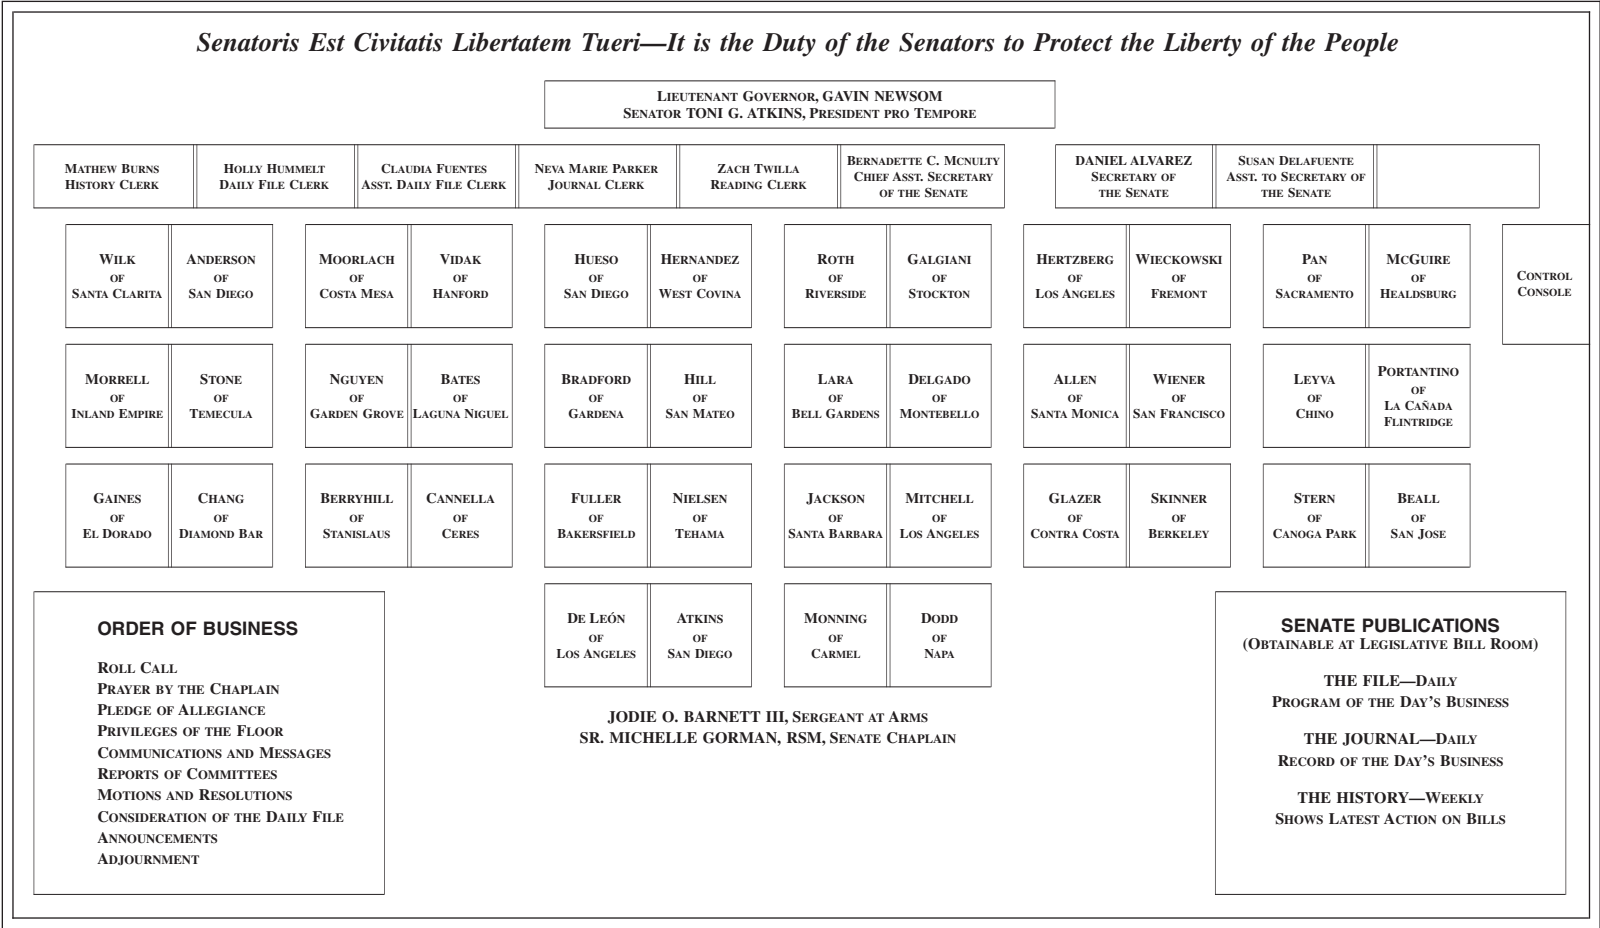 Senatoris Est Civitatis Libertatem Tueri—It is the Duty of the Senators to Protect the Liberty of the People
Lieutenant Governor, GAVIN NEWSOM
Senator TONI G. ATKINS, President pro Tempore
Mathew Burns
History Clerk
Holly Hummelt
Daily File Clerk
Claudia Fuentes
Asst. Daily File Clerk
Neva Marie Parker
Journal Clerk
Zach Twilla
Reading Clerk
Bernadette C. Mcnulty
Chief Asst. Secretary
of the Senate
DANIEL ALVAREZ
Secretary of
the Senate
Susan Delafuente
Asst. to Secretary of
the Senate
Wilk
of
Santa Clarita
Anderson
of
San Diego
Moorlach
of
Costa Mesa
Vidak
of
Hanford
Hueso
of
San Diego
Hernandez
of
West Covina
Roth
of
Riverside
Galgiani
of
Stockton
Hertzberg
of
Los Angeles
Wieckowski
of
Fremont
Pan
of
Sacramento
McGuire
of
Healdsburg
Control
Console
Morrell
of
Inland Empire
Stone
of
Temecula
Nguyen
of
Garden Grove
Bates
of
Laguna Niguel
Bradford
of
Gardena
Hill
of
San Mateo
Lara
of
Bell Gardens
Delgado
of
Montebello
Allen
of
Santa Monica
Wiener
of
San Francisco
Leyva
of
Chino
Portantino
of
La Cañada
Flintridge
Gaines
of
El Dorado
Chang
of
Diamond Bar
Berryhill
of
Stanislaus
Cannella
of
Ceres
Fuller
of
Bakersfield
Nielsen
of
Tehama
Jackson
of
Santa Barbara
Mitchell
of
Los Angeles
Glazer
of
Contra Costa
Skinner
of
Berkeley
Stern
of
Canoga Park
Beall
of
San Jose
De León
of
Los Angeles
Atkins
of
San Diego
Monning
of
Carmel
Dodd
of
Napa
JODIE O. BARNETT III, Sergeant at Arms
SR. MICHELLE GORMAN, RSM, Senate Chaplain
ORDER OF BUSINESS
Roll Call
Prayer by the Chaplain
Pledge of Allegiance
Privileges of the Floor
Communications and Messages
Reports of Committees
Motions and Resolutions
Consideration of the Daily File
Announcements
Adjournment
SENATE PUBLICATIONS
(Obtainable at Legislative Bill Room)
THE FILE—Daily
Program of the Day's Business
THE JOURNAL—Daily
Record of the Day's Business
THE HISTORY—Weekly
Shows Latest Action on Bills